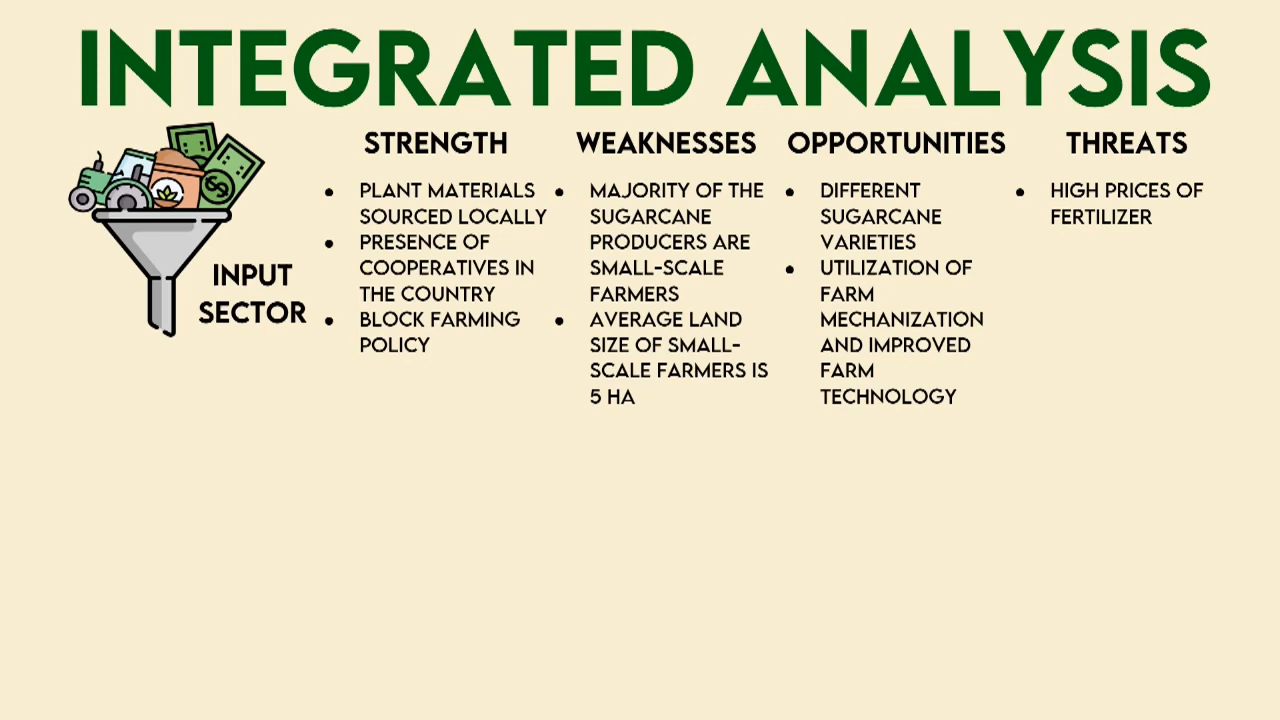 INTEGRATED ANALYSIS
INPUT
SECTOR
STRENGTH
• PLANT MATERIALS
SOURCED LOCALLY
• PRESENCE OF
COOPERATIVES IN
THE COUNTRY
• BLOCK FARMING
POLICY
WEAKNESSES
• MAJORITY OF THE
SUGARCANE
PRODUCERS ARE
SMALL-SCALE
FARMERS
• AVERAGE LAND
SIZE OF SMALL-
SCALE FARMERS IS
5 HA
OPPORTUNITIES
• DIFFERENT
SUGARCANE
VARIETIES
• UTILIZATION OF
FARM
MECHANIZATION
AND IMPROVED
FARM
TECHNOLOGY
THREATS
• HIGH PRICES OF
FERTILIZER